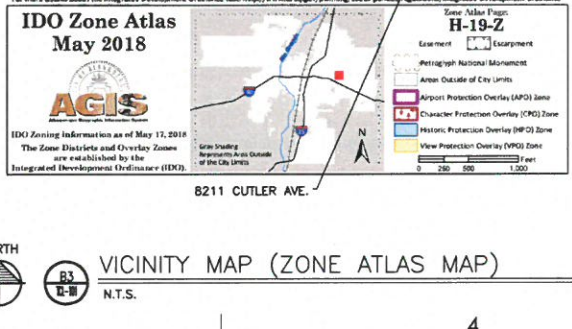 IDO Zone Atlas
May 2018
AGIS
Albuquerque Geographic Information System
IDO Zoning information as of May 17, 2018
The Zone Districts and Overlay Zones
are established by the
Integrated Development Ordinance (IDO).
Gray Shading
Represents Area Outside
of the City Limits
N
Zone Atlas Page:
H-19-Z
Easement
Escarpment
Petroglyph National Monument
Areas Outside of City Limits
Airport Protection Overlay (APO) Zone
Character Protection Overlay (CPO) Zone
Historic Protection Overlay (HPO) Zone
View Protection Overlay (VPO) Zone
Feet
0 250 500 1,000
8211 CUTLER AVE.
RTH
B3
VICINITY MAP (ZONE ATLAS MAP)
N.T.S.
4